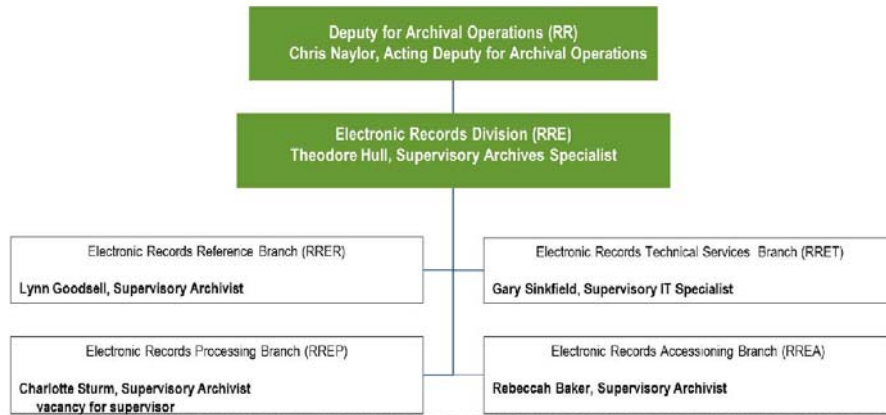 Deputy for Archival Operations (RR)
Chris Naylor, Acting Deputy for Archival Operations
Electronic Records Division (RRE)
Theodore Hull, Supervisory Archives Specialist
Electronic Records Reference Branch (RRER)
Lynn Goodsell, Supervisory Archivist
Electronic Records Technical Services Branch (RRET)
Gary Sinkfield, Supervisory IT Specialist
Electronic Records Processing Branch (RREP)
Charlotte Sturm, Supervisory Archivist
vacancy for supervisor
Electronic Records Accessioning Branch (RREA)
Rebeccah Baker, Supervisory Archivist